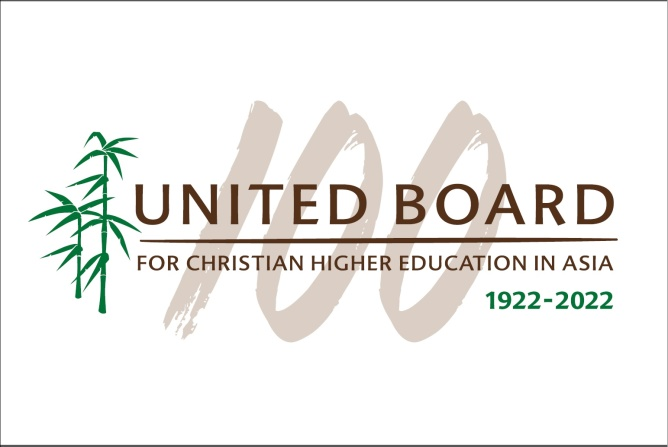 100
UNITED BOARD
FOR CHRISTIAN HIGHER EDUCATION IN ASIA
1922-2022